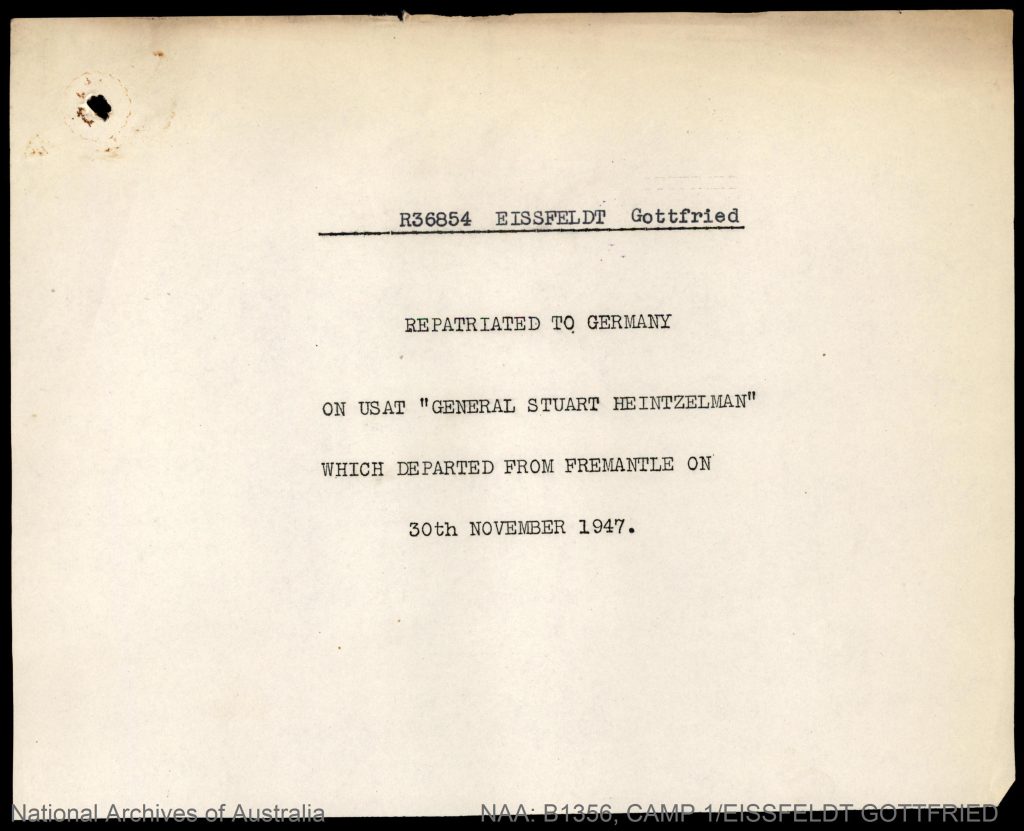 R36854 EISSFELDT Gottfried
REPATRIATED TO GERMANY
ON USAT "GENERAL STUART HEINTZELMAN"
WHICH DEPARTED FROM FREMANTLE ON
30th NOVEMBER 1947.
National Archives of Australia NAA: B1356, CAMP 1/EISSFELDT GOTTFRIED